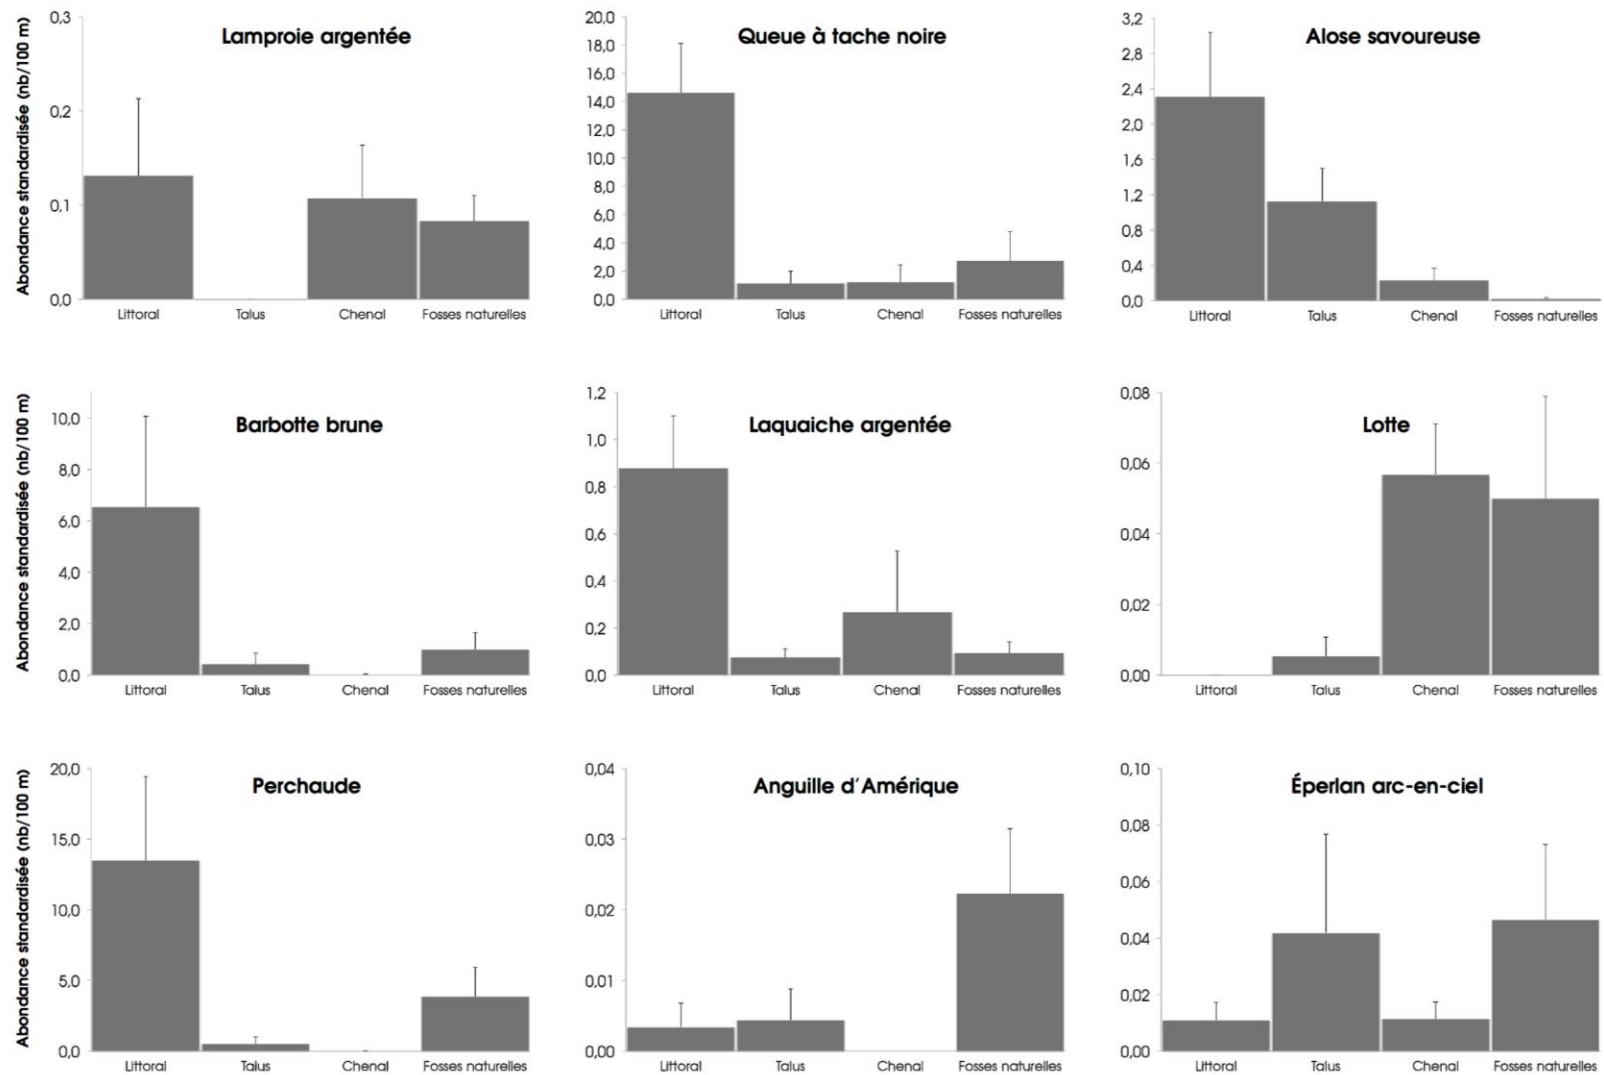 Abondance standardisée (nb/100 m)
Lamproie argentée
0,3
0,2
0,1
0,0
Littoral Talus Chenal Fosses naturelles
Queue à tache noire
20,0
18,0
16,0
14,0
12,0
10,0
8,0
6,0
4,0
2,0
0,0
Littoral Talus Chenal Fosses naturelles
Alose savoureuse
3,2
2,8
2,4
2,0
1,6
1,2
0,8
0,4
0,0
Littoral Talus Chenal Fosses naturelles
Abondance standardisée (nb/100 m)
Barbotte brune
10,0
8,0
6,0
4,0
2,0
0,0
Littoral Talus Chenal Fosses naturelles
Laquaiche argentée
1,2
1,0
0,8
0,6
0,4
0,2
0,0
Littoral Talus Chenal Fosses naturelles
Lotte
0,08
0,06
0,04
0,02
0,00
Littoral Talus Chenal Fosses naturelles
Abondance standardisée (nb/100 m)
Perchaude
20,0
15,0
10,0
5,0
0,0
Littoral Talus Chenal Fosses naturelles
Anguille d'Amérique
0,04
0,03
0,02
0,01
0,00
Littoral Talus Chenal Fosses naturelles
Éperlan arc-en-ciel
0,10
0,08
0,06
0,04
0,02
0,00
Littoral Talus Chenal Fosses naturelles